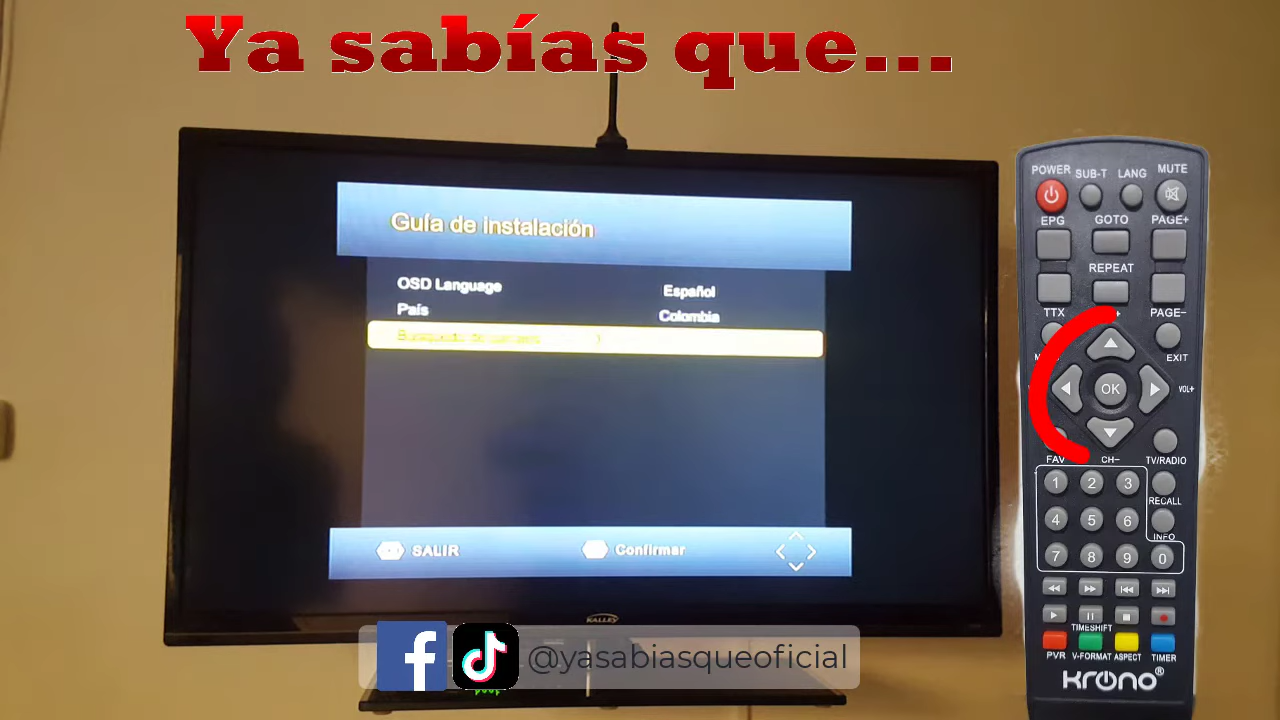 Ya sabías que...
Guía de instalación
OSD Language Español
País Colombia
SALIR Confirmar
KALLEY
@yasabiasqueoficial
POWER SUB-T LANG MUTE
EPG GOTO PAGE+
REPEAT
TTX PAGE-
EXIT
OK VOL+
FAV CH- TV/RADIO
1 2 3
RECALL
4 5 6
INFO
7 8 9 0
TIMESHIFT
PVR V-FORMAT ASPECT TIMER
KRONO®